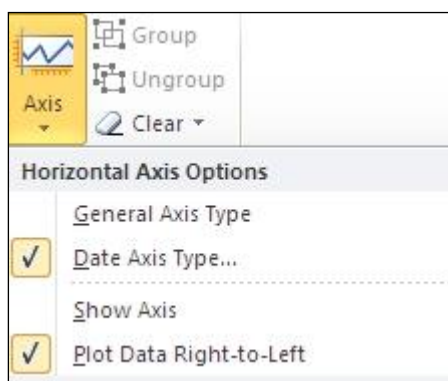 Group
Ungroup
Axis
Clear
Horizontal Axis Options
General Axis Type
Date Axis Type...
Show Axis
Plot Data Right-to-Left